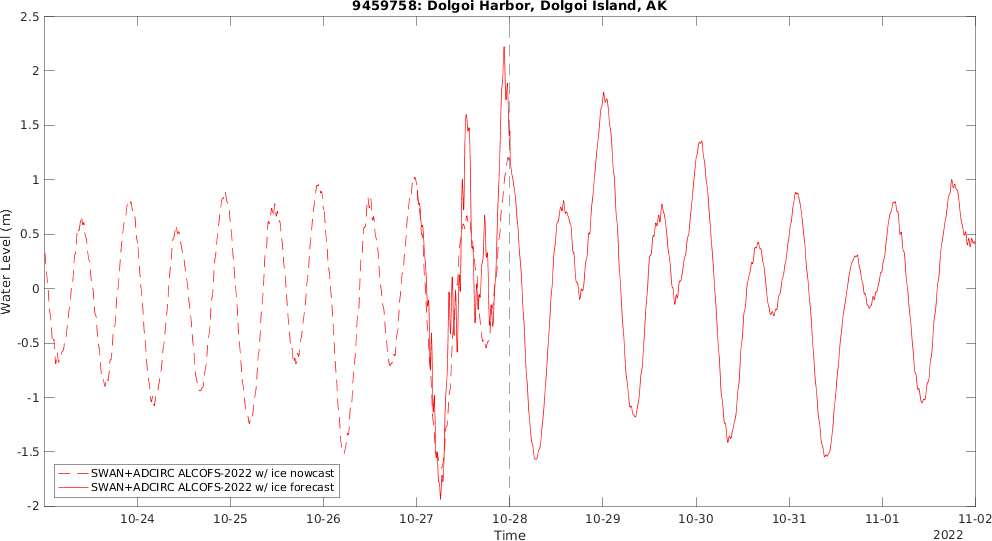 9459758: Dolgoi Harbor, Dolgoi Island, AK
2.5
2
1.5
1
0.5
0
-0.5
-1
-1.5
-2
Water Level (m)
SWAN+ADCIRC ALCOFS-2022 w/ ice nowcast
SWAN+ADCIRC ALCOFS-2022 w/ ice forecast
10-24 10-25 10-26 10-27 10-28 10-29 10-30 10-31 11-01 11-02
Time
2022